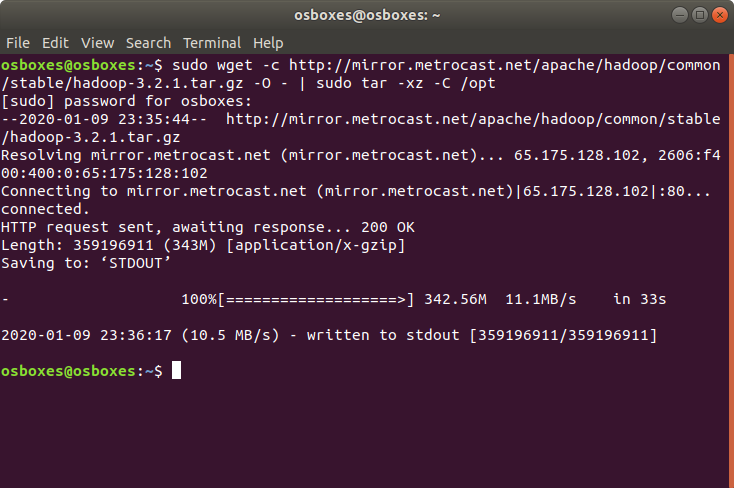 osboxes@osboxes: ~
File Edit View Search Terminal Help
osboxes@osboxes:~$ sudo wget -c http://mirror.metrocast.net/apache/hadoop/common
/stable/hadoop-3.2.1.tar.gz -O - | sudo tar -xz -C /opt
[sudo] password for osboxes:
--2020-01-09 23:35:44--  http://mirror.metrocast.net/apache/hadoop/common/stable
/hadoop-3.2.1.tar.gz
Resolving mirror.metrocast.net (mirror.metrocast.net)... 65.175.128.102, 2606:f4
00:400:0:65:175:128:102
Connecting to mirror.metrocast.net (mirror.metrocast.net)|65.175.128.102|:80...
connected.
HTTP request sent, awaiting response... 200 OK
Length: 359196911 (343M) [application/x-gzip]
Saving to: ‘STDOUT’
-                   100%[===================>] 342.56M  11.1MB/s    in 33s
2020-01-09 23:36:17 (10.5 MB/s) - written to stdout [359196911/359196911]
osboxes@osboxes:~$